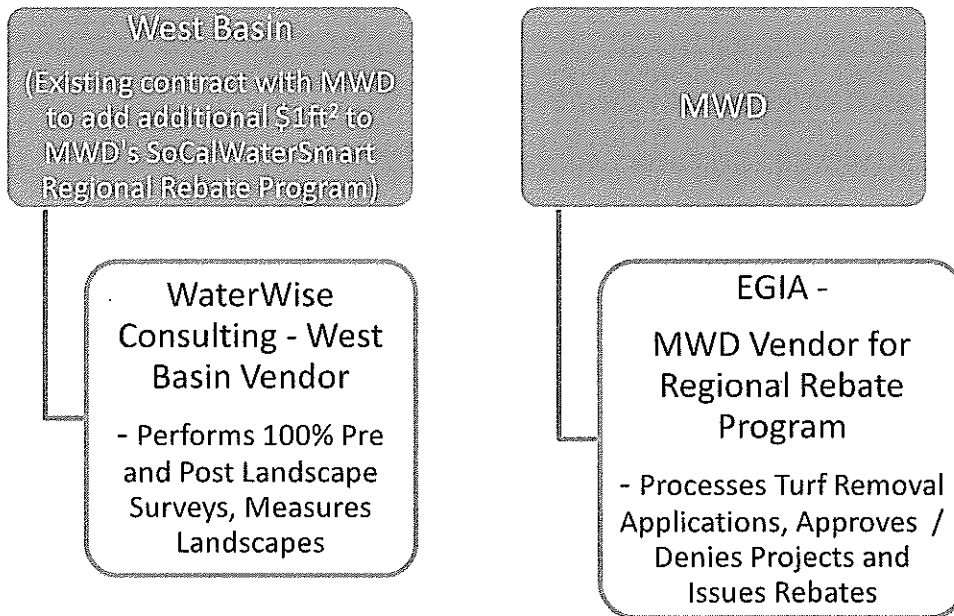 West Basin
(Existing contract with MWD
to add additional $1ft² to
MWD's SoCalWaterSmart
Regional Rebate Program)
MWD
WaterWise
Consulting - West
Basin Vendor
- Performs 100% Pre
and Post Landscape
Surveys, Measures
Landscapes
EGIA -
MWD Vendor for
Regional Rebate
Program
- Processes Turf Removal
Applications, Approves /
Denies Projects and
Issues Rebates